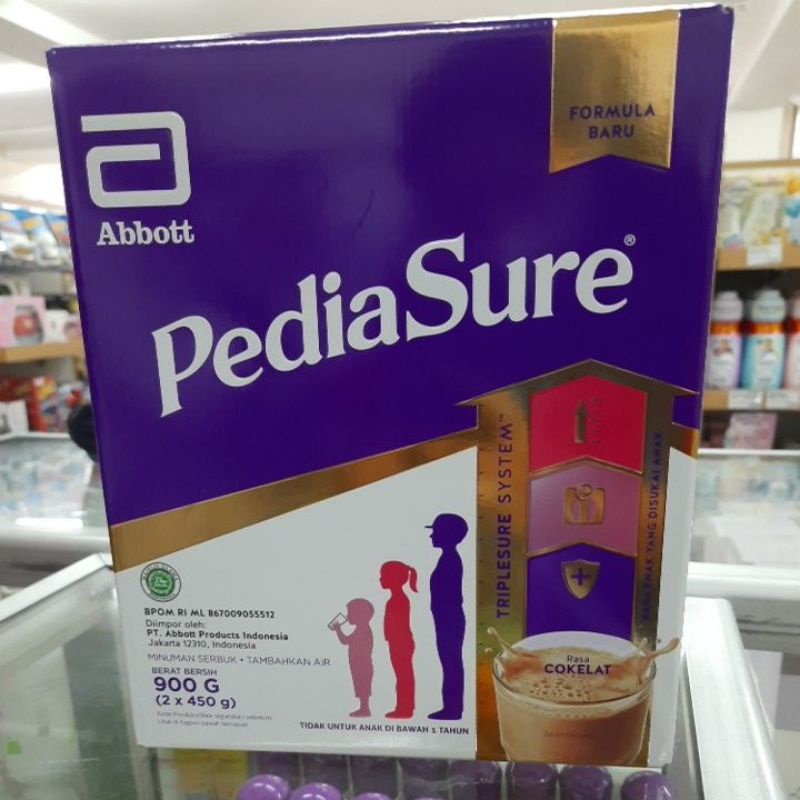 FORMULA
BARU
Abbott
PediaSure®
TRIPLESURE SYSTEM™
RASA ENAK YANG DISUKAI ANAK
BPOM RI ML 867009055512
Diimpor oleh:
PT. Abbott Products Indonesia
Jakarta 12310, Indonesia
MINUMAN SERBUK • TAMBAHKAN AIR
BERAT BERSIH
900 G
(2 x 450 g)
TIDAK UNTUK ANAK DI BAWAH 1 TAHUN
Rasa
COKELAT